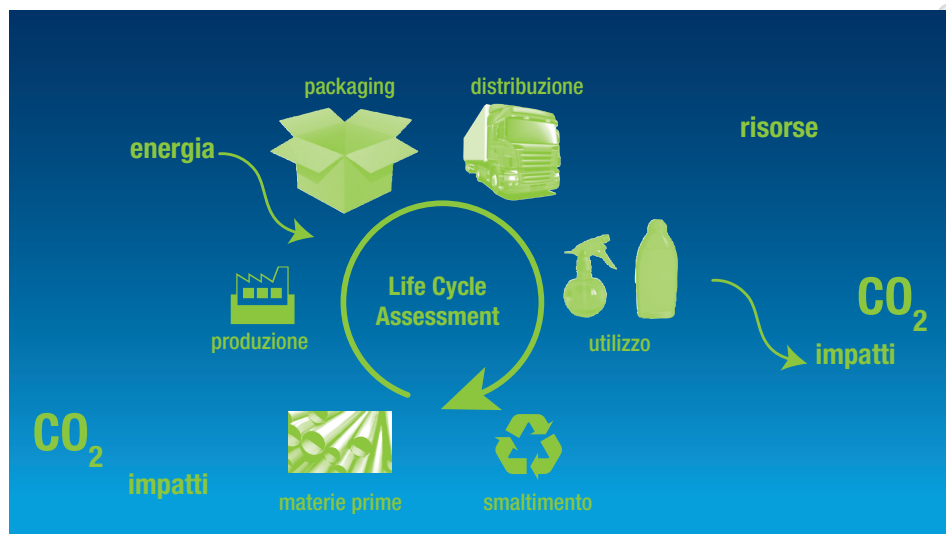 packaging
distribuzione
risorse
energia
Life Cycle
Assessment
produzione
utilizzo
CO₂
impatti
CO₂
impatti
materie prime
smaltimento